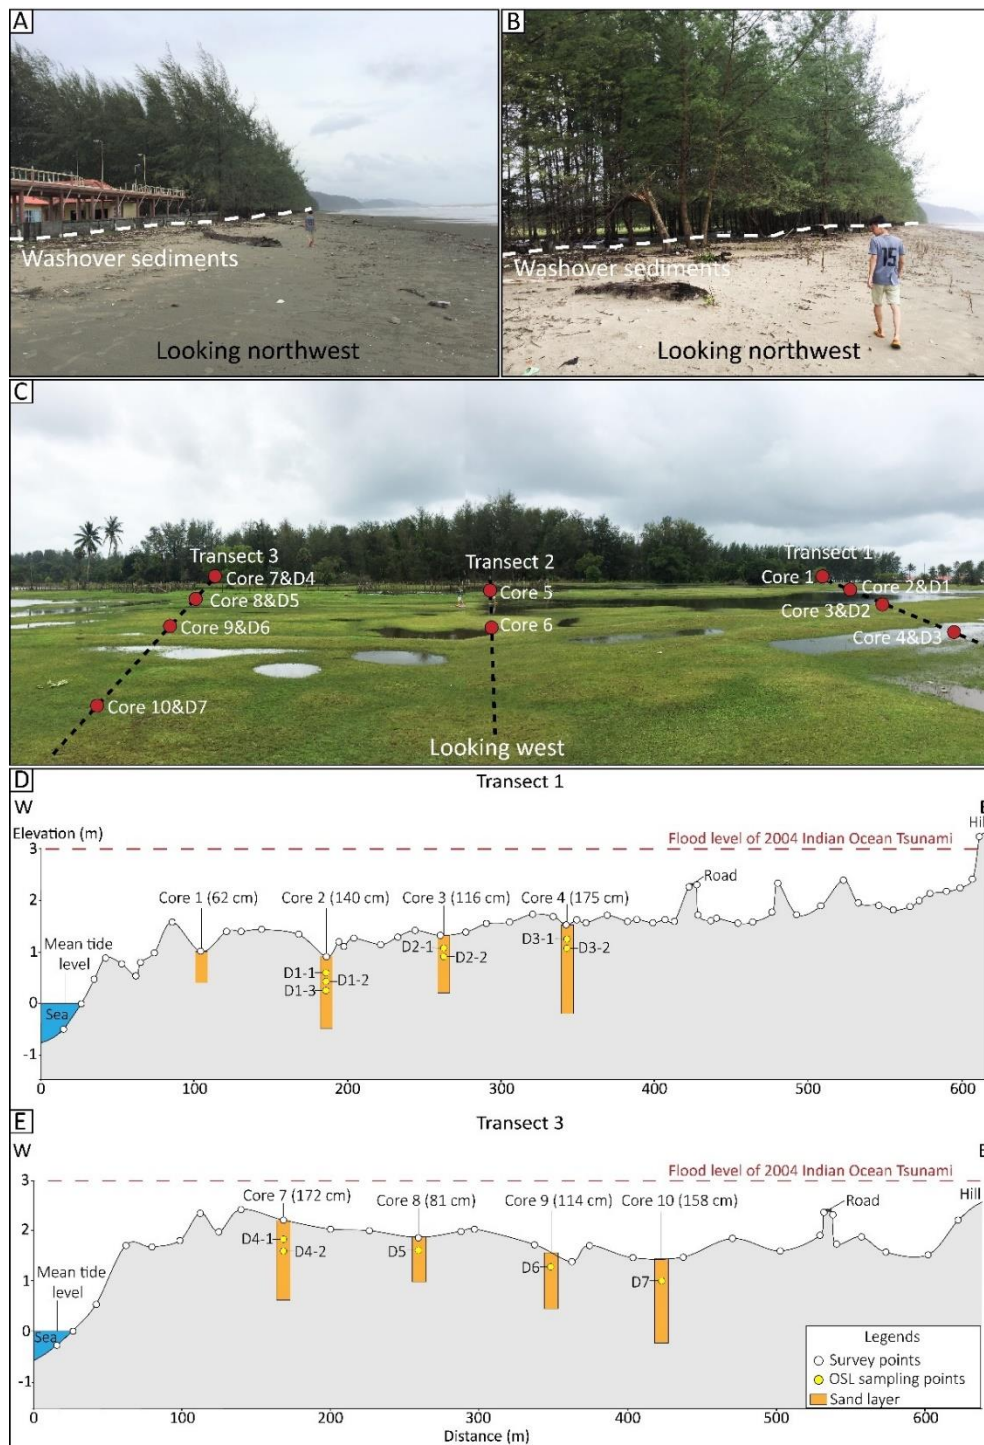 A
Washover sediments
Looking northwest
B
15
Washover sediments
Looking northwest
C
Transect 3
Core 7&D4
Core 8&D5
Core 9&D6
Core 10&D7
Transect 2
Core 5
Core 6
Transect 1
Core 1
Core 2&D1
Core 3&D2
Core 4&D3
Looking west
D
Transect 1
W
E
Elevation (m)
Hill
Flood level of 2004 Indian Ocean Tsunami
3
2
1
0
-1
Mean tide
level
Sea
Core 1 (62 cm)
Core 2 (140 cm)
Core 3 (116 cm)
Core 4 (175 cm)
Road
D1-1
D1-2
D1-3
D2-1
D2-2
D3-1
D3-2
0
100
200
300
400
500
600
E
Transect 3
W
E
Flood level of 2004 Indian Ocean Tsunami
3
2
1
0
-1
Mean tide
level
Sea
Core 7 (172 cm)
Core 8 (81 cm)
Core 9 (114 cm)
Core 10 (158 cm)
Road
Hill
D4-1
D4-2
D5
D6
D7
Legends
Survey points
OSL sampling points
Sand layer
0
100
200
300
400
500
600
Distance (m)